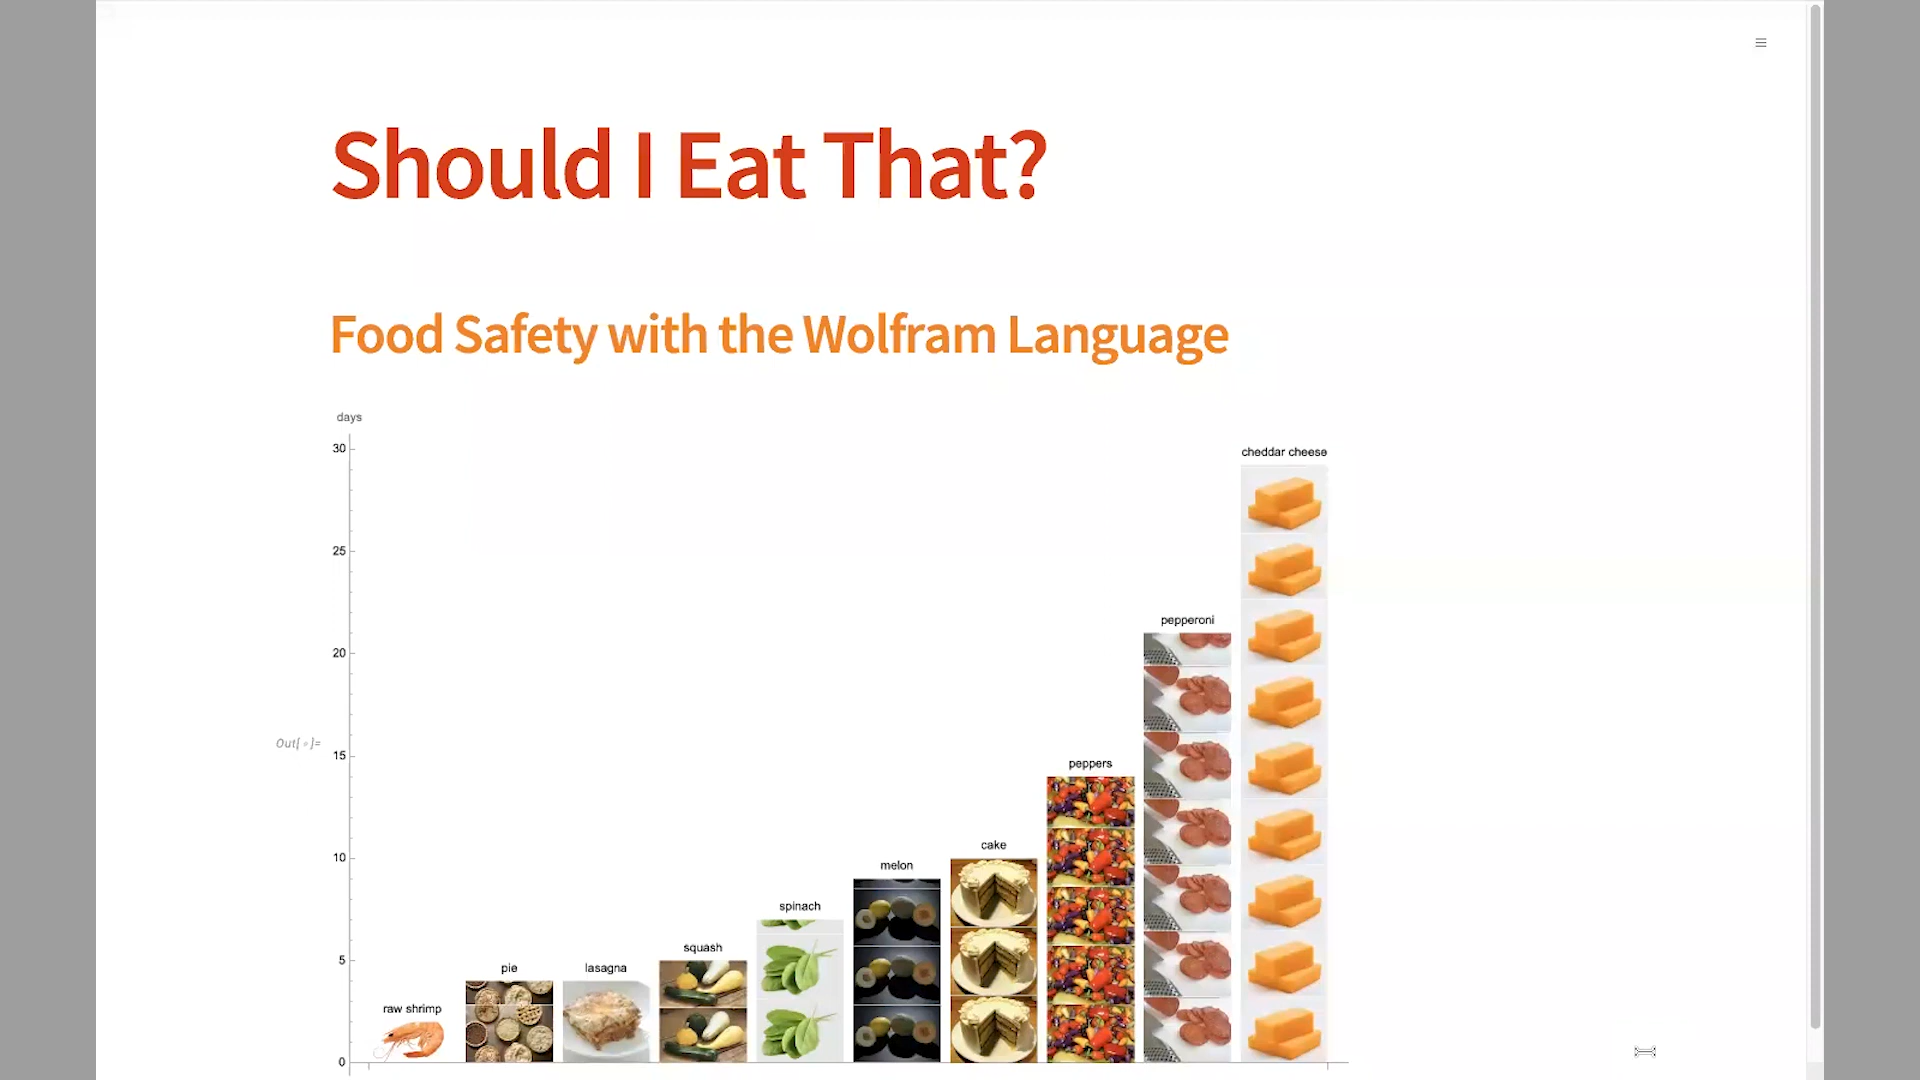 Should I Eat That?
Food Safety with the Wolfram Language
days
30
cheddar cheese
25
pepperoni
20
Out[ ]=
15
peppers
cake
10
melon
spinach
squash
5
pie
lasagna
raw shrimp
0